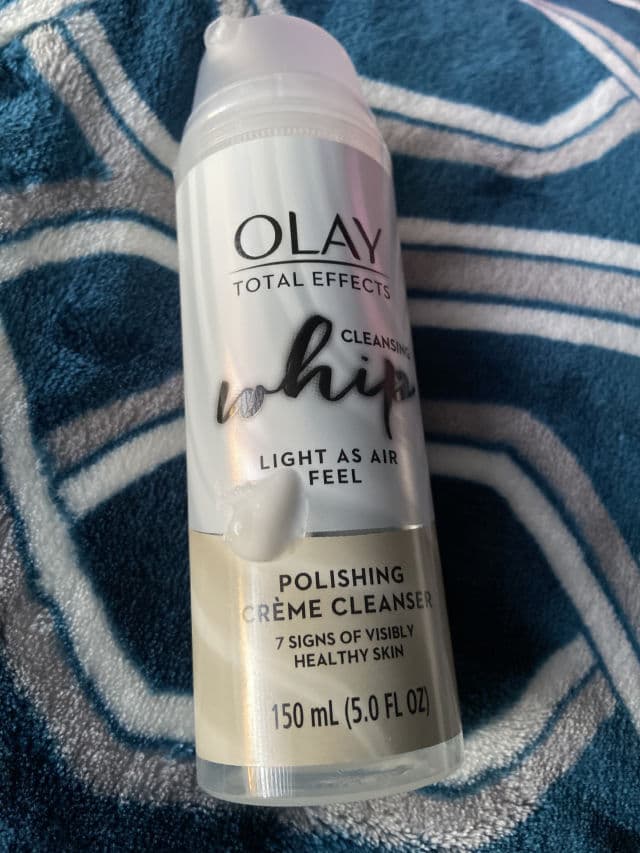 OLAY
TOTAL EFFECTS
CLEANSING
whip
LIGHT AS AIR
FEEL
POLISHING
CRÈME CLEANSER
7 SIGNS OF VISIBLY
HEALTHY SKIN
150 mL (5.0 FL OZ)